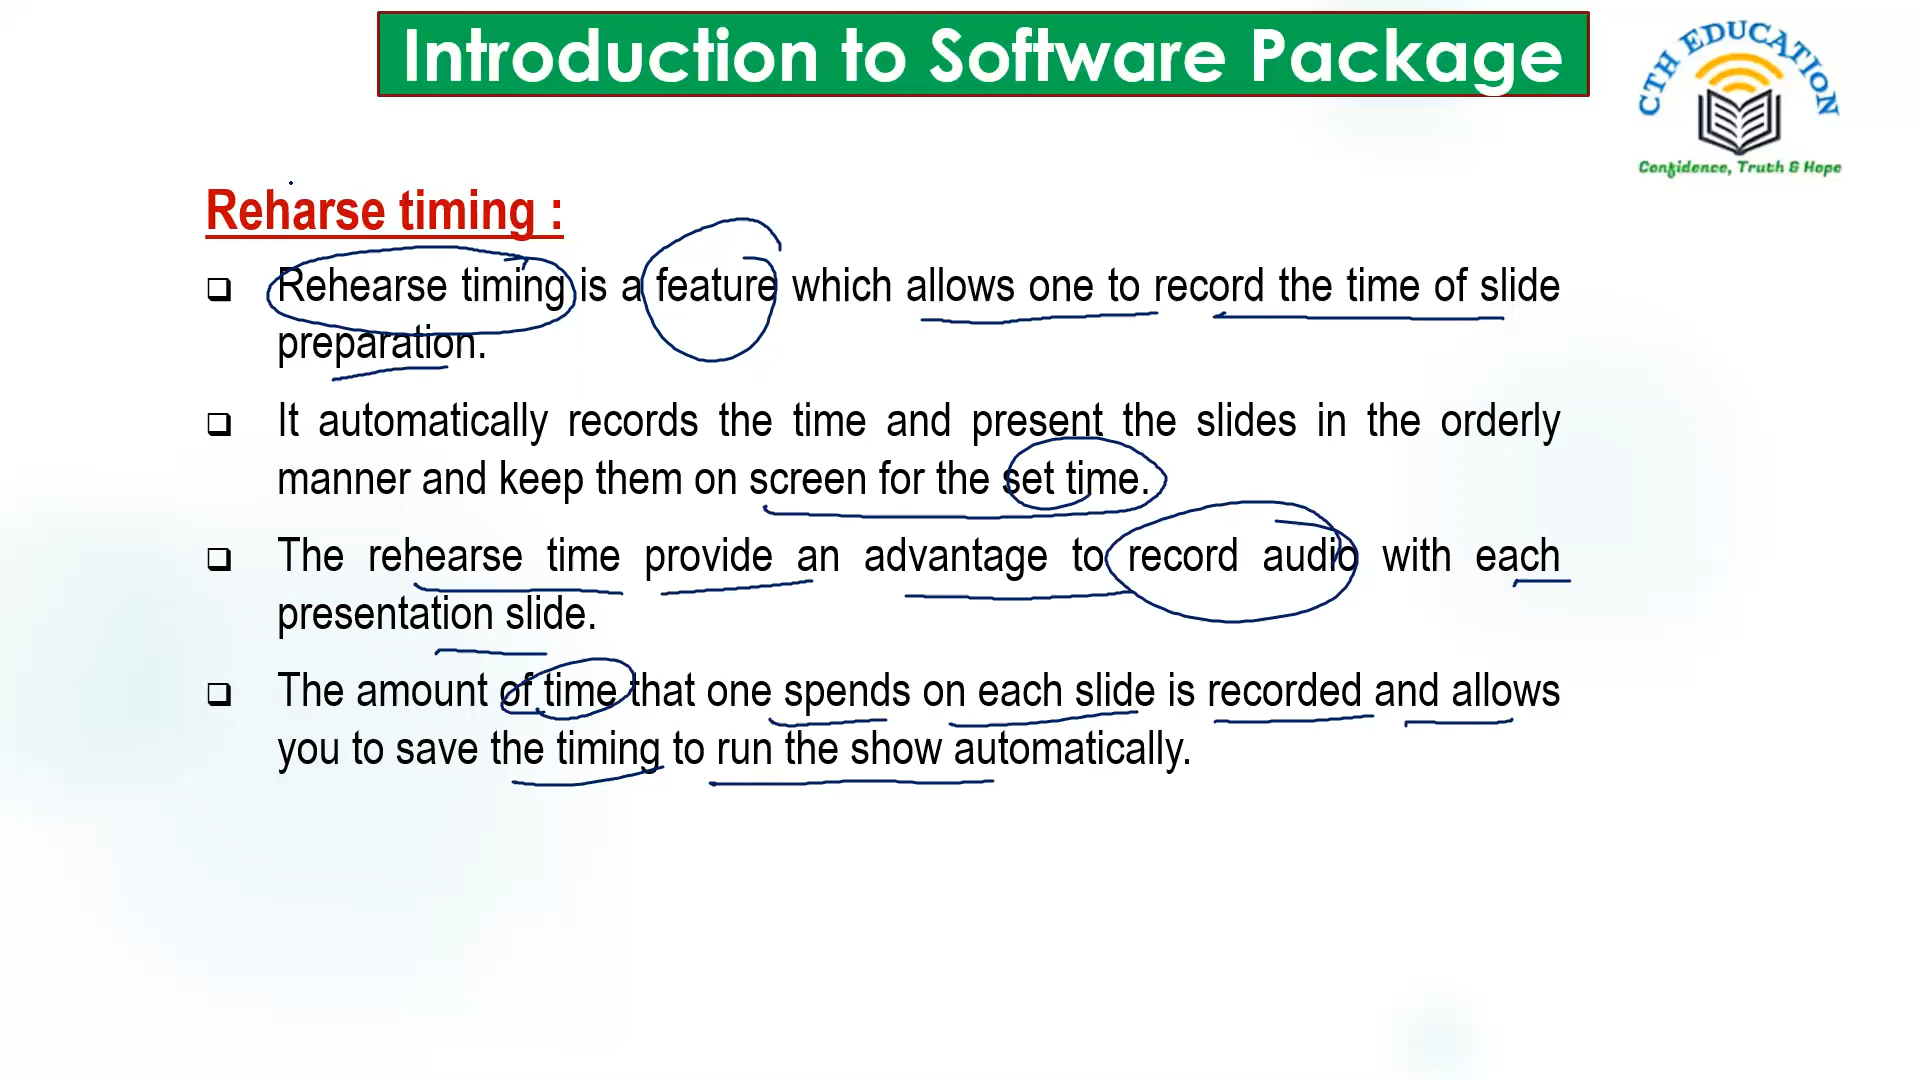 Introduction to Software Package
CTH EDUCATION
Confidence, Truth & Hope
Reharse timing :
Rehearse timing is a feature which allows one to record the time of slide
preparation.
It automatically records the time and present the slides in the orderly
manner and keep them on screen for the set time.
The rehearse time provide an advantage to record audio with each
presentation slide.
The amount of time that one spends on each slide is recorded and allows
you to save the timing to run the show automatically.